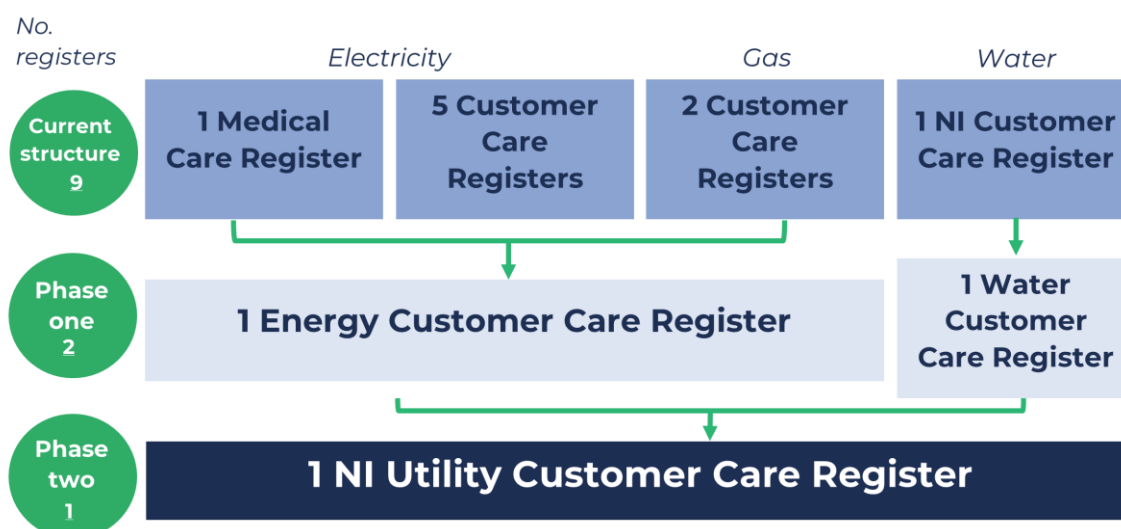 No.
registers
Electricity
Gas
Water
Current
structure
9
1 Medical
Care Register
5 Customer
Care
Registers
2 Customer
Care
Registers
1 NI Customer
Care Register
Phase
one
2
1 Energy Customer Care Register
1 Water
Customer
Care Register
Phase
two
1
1 NI Utility Customer Care Register